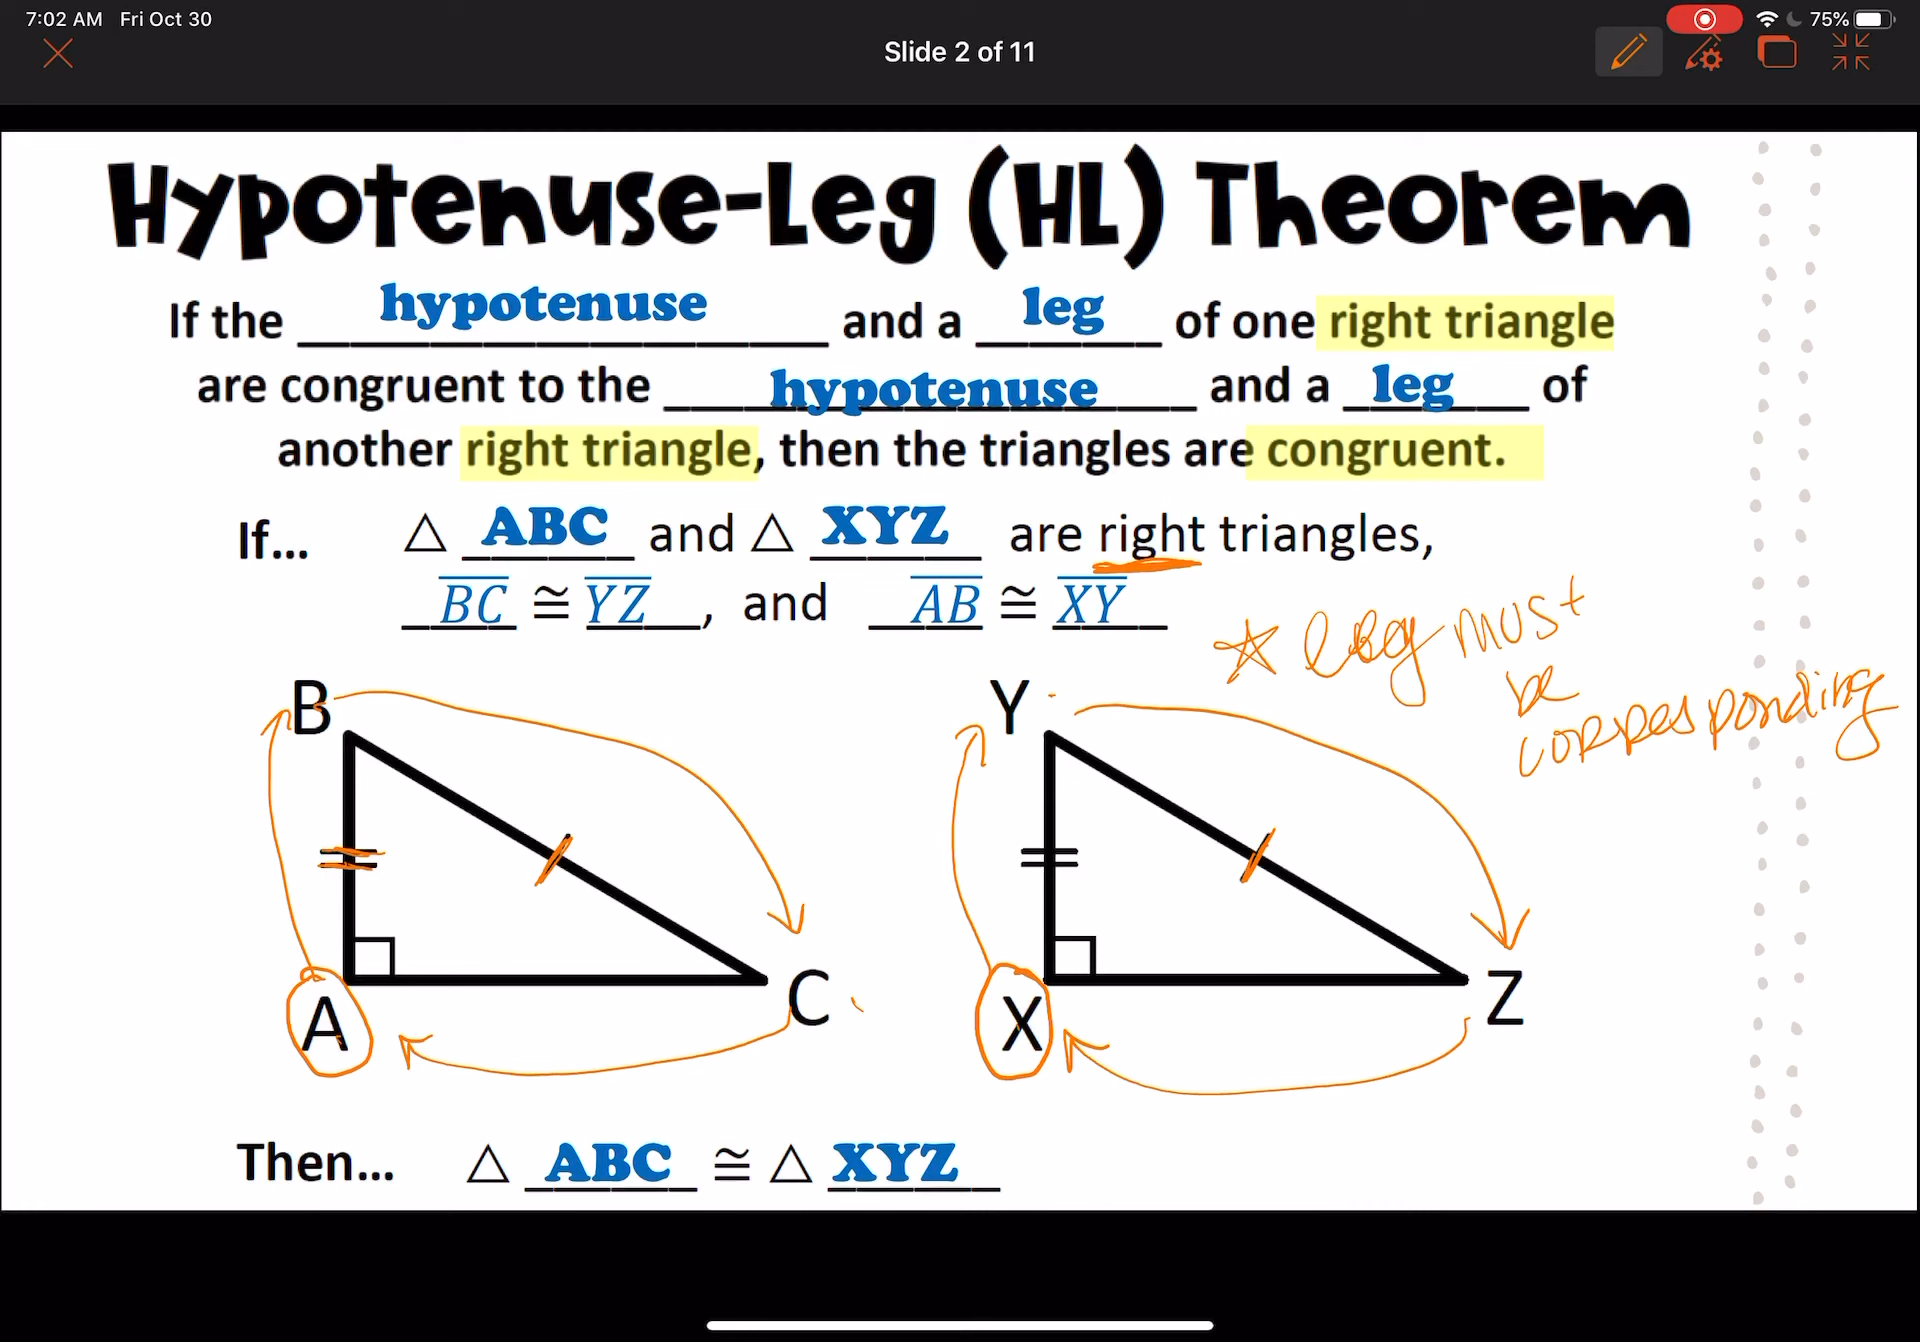 7:02 AM Fri Oct 30
75%
Slide 2 of 11
Hypotenuse-Leg (HL) Theorem
If the hypotenuse and a leg of one right triangle
are congruent to the hypotenuse and a leg of
another right triangle, then the triangles are congruent.
If... △ ABC and △ XYZ are right triangles,
BC ≅ YZ, and AB ≅ XY
☆ leg must
be
corresponding
B
Y
A
C
X
Z
Then... △ ABC ≅ △ XYZ